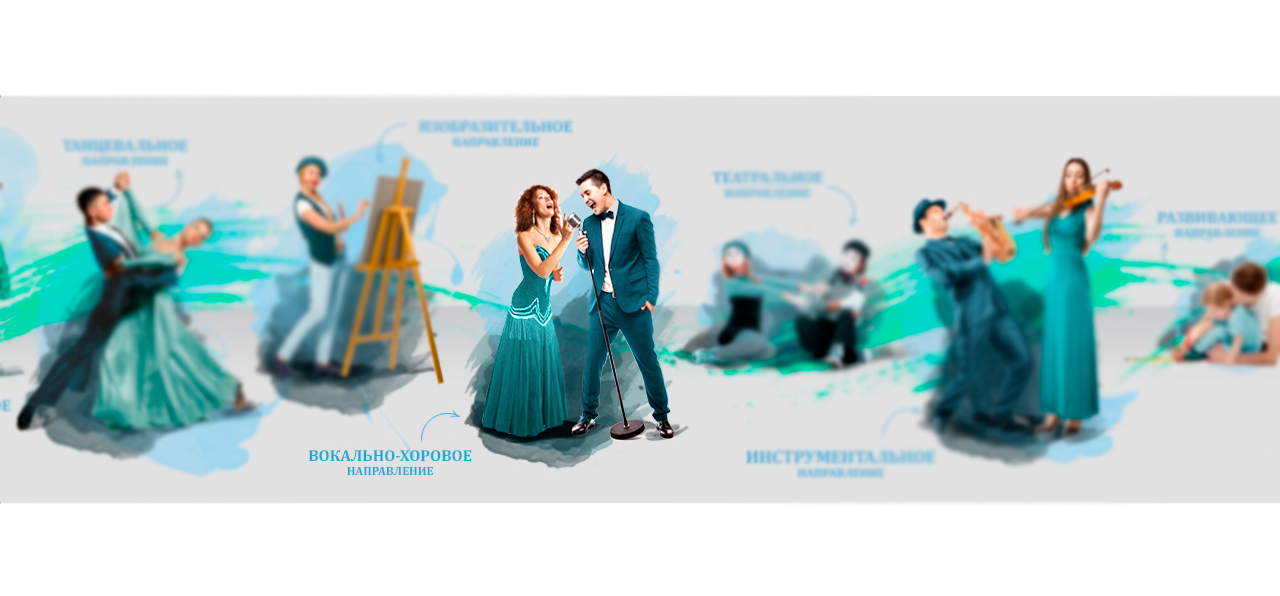 ТАНЦЕВАЛЬНОЕ
НАПРАВЛЕНИЕ
ИЗОБРАЗИТЕЛЬНОЕ
НАПРАВЛЕНИЕ
ВОКАЛЬНО-ХОРОВОЕ
НАПРАВЛЕНИЕ
ТЕАТРАЛЬНОЕ
НАПРАВЛЕНИЕ
ИНСТРУМЕНТАЛЬНОЕ
НАПРАВЛЕНИЕ
РАЗВИВАЮЩЕЕ
НАПРАВЛЕНИЕ